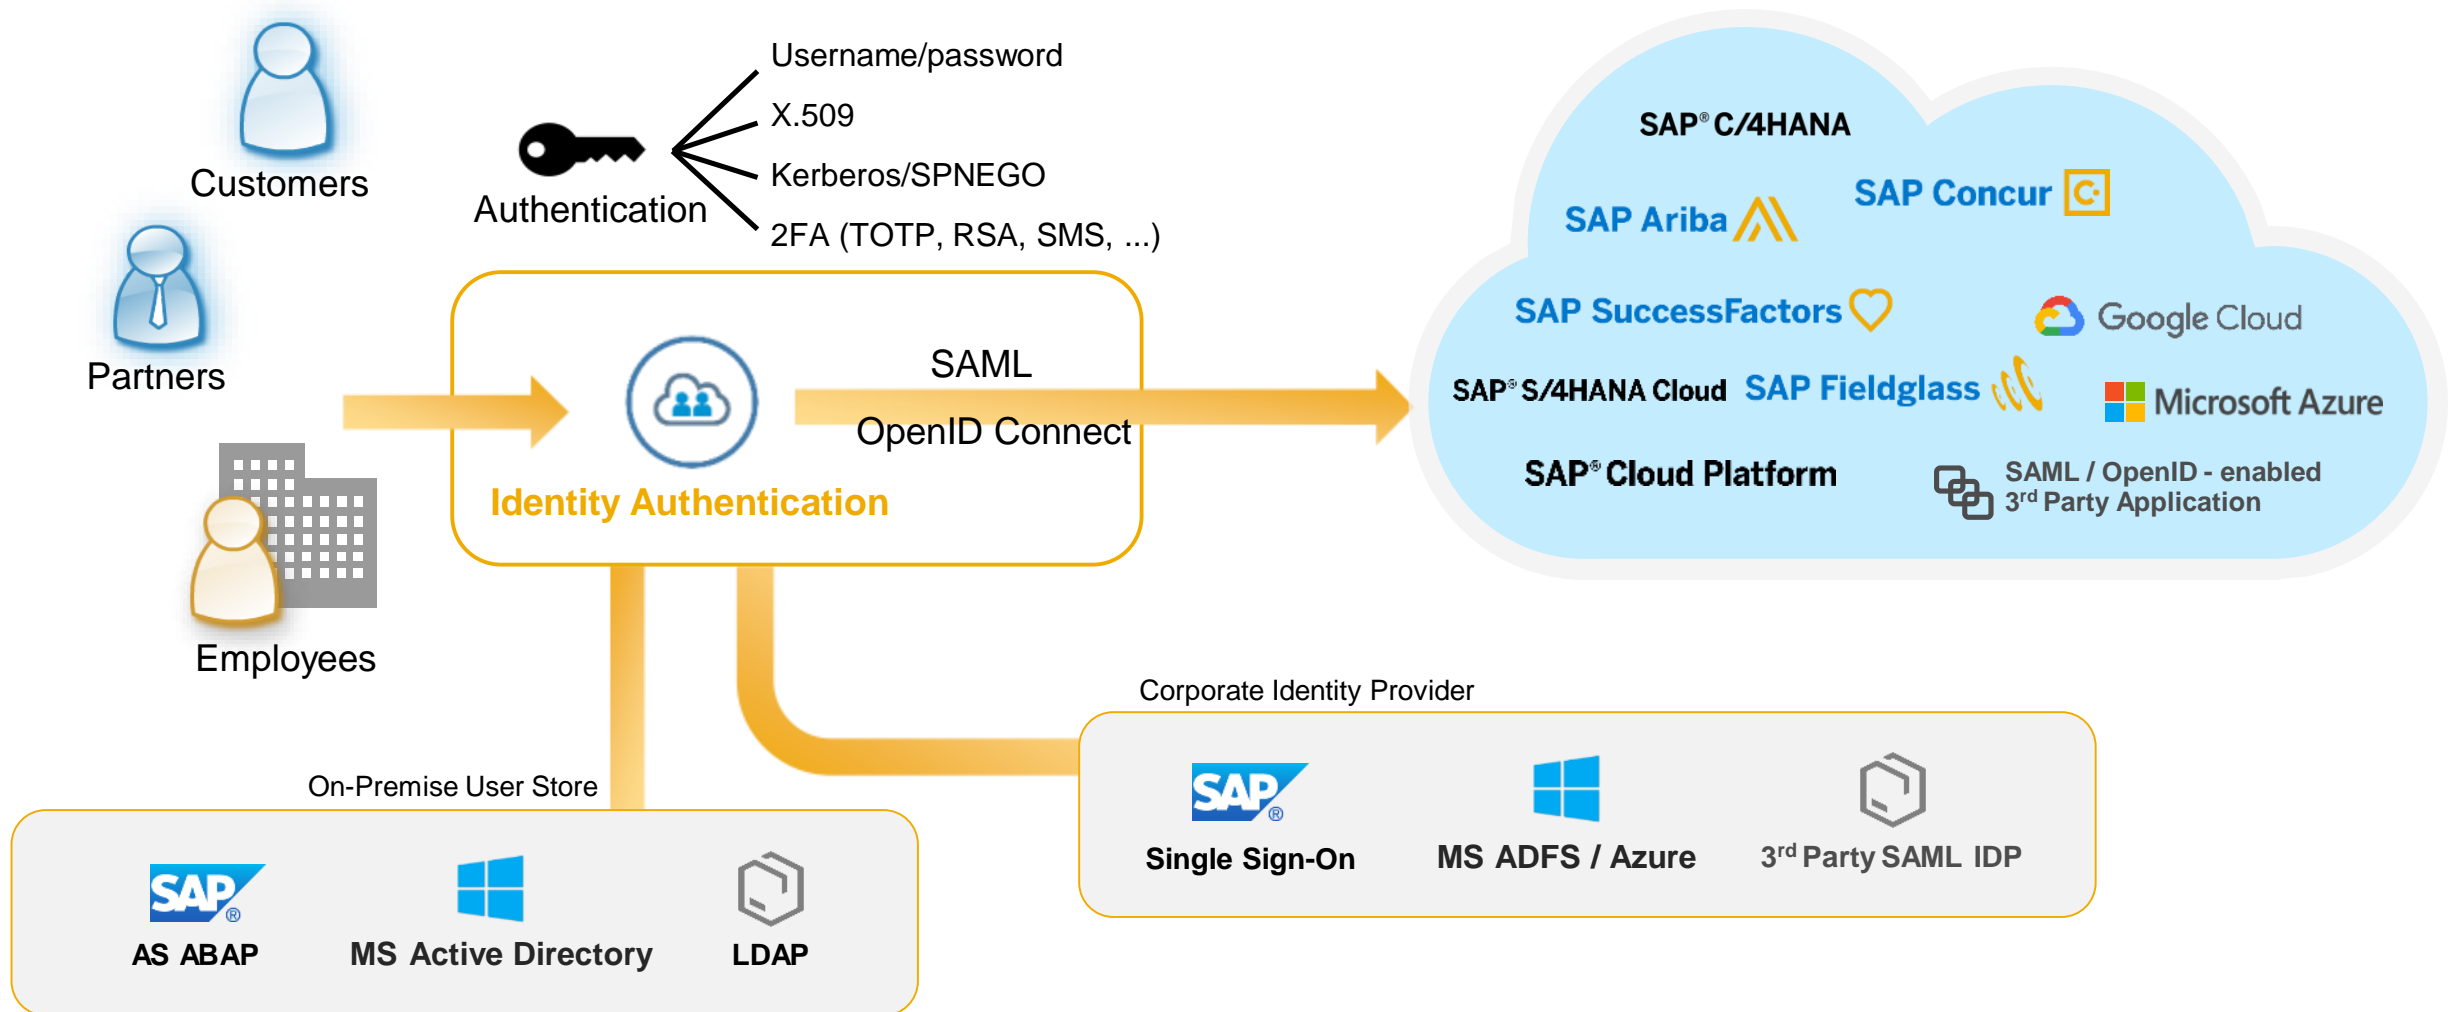 Customers
Partners
Employees
Authentication
Username/password
X.509
Kerberos/SPNEGO
2FA (TOTP, RSA, SMS, ...)
Identity Authentication
SAML
OpenID Connect
SAP® C/4HANA
SAP Ariba
SAP Concur C.
SAP SuccessFactors
Google Cloud
SAP® S/4HANA Cloud
SAP Fieldglass
Microsoft Azure
SAP® Cloud Platform
SAML / OpenID - enabled
3rd Party Application
Corporate Identity Provider
SAP®
Single Sign-On
MS ADFS / Azure
3rd Party SAML IDP
On-Premise User Store
SAP®
AS ABAP
MS Active Directory
LDAP